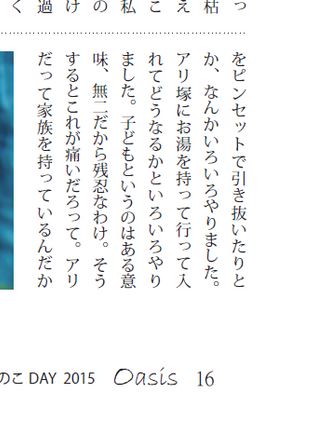 っ
枯
え
こ
私
の
け
過
く
をピンセットで引き抜いたりと
か、なんかいろいろやりました。
アリ塚にお湯を持って行って入
れてどうなるかといろいろやり
ました。子どもというのはある意
味、無二だから残忍なわけ。そう
するとこれが痛いだろって。アリ
だって家族を持っているんだか
のこ DAY 2015 Oasis 16